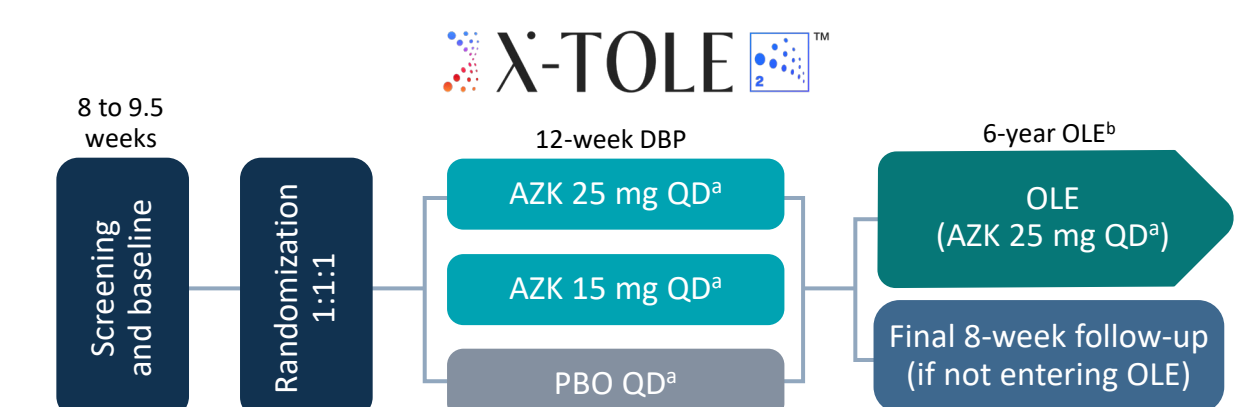 X-TOLE 2 ™
8 to 9.5
weeks
12-week DBP
6-year OLEᵇ
Screening
and baseline
Randomization
1:1:1
AZK 25 mg QDᵃ
AZK 15 mg QDᵃ
PBO QDᵃ
OLE
(AZK 25 mg QDᵃ)
Final 8-week follow-up
(if not entering OLE)